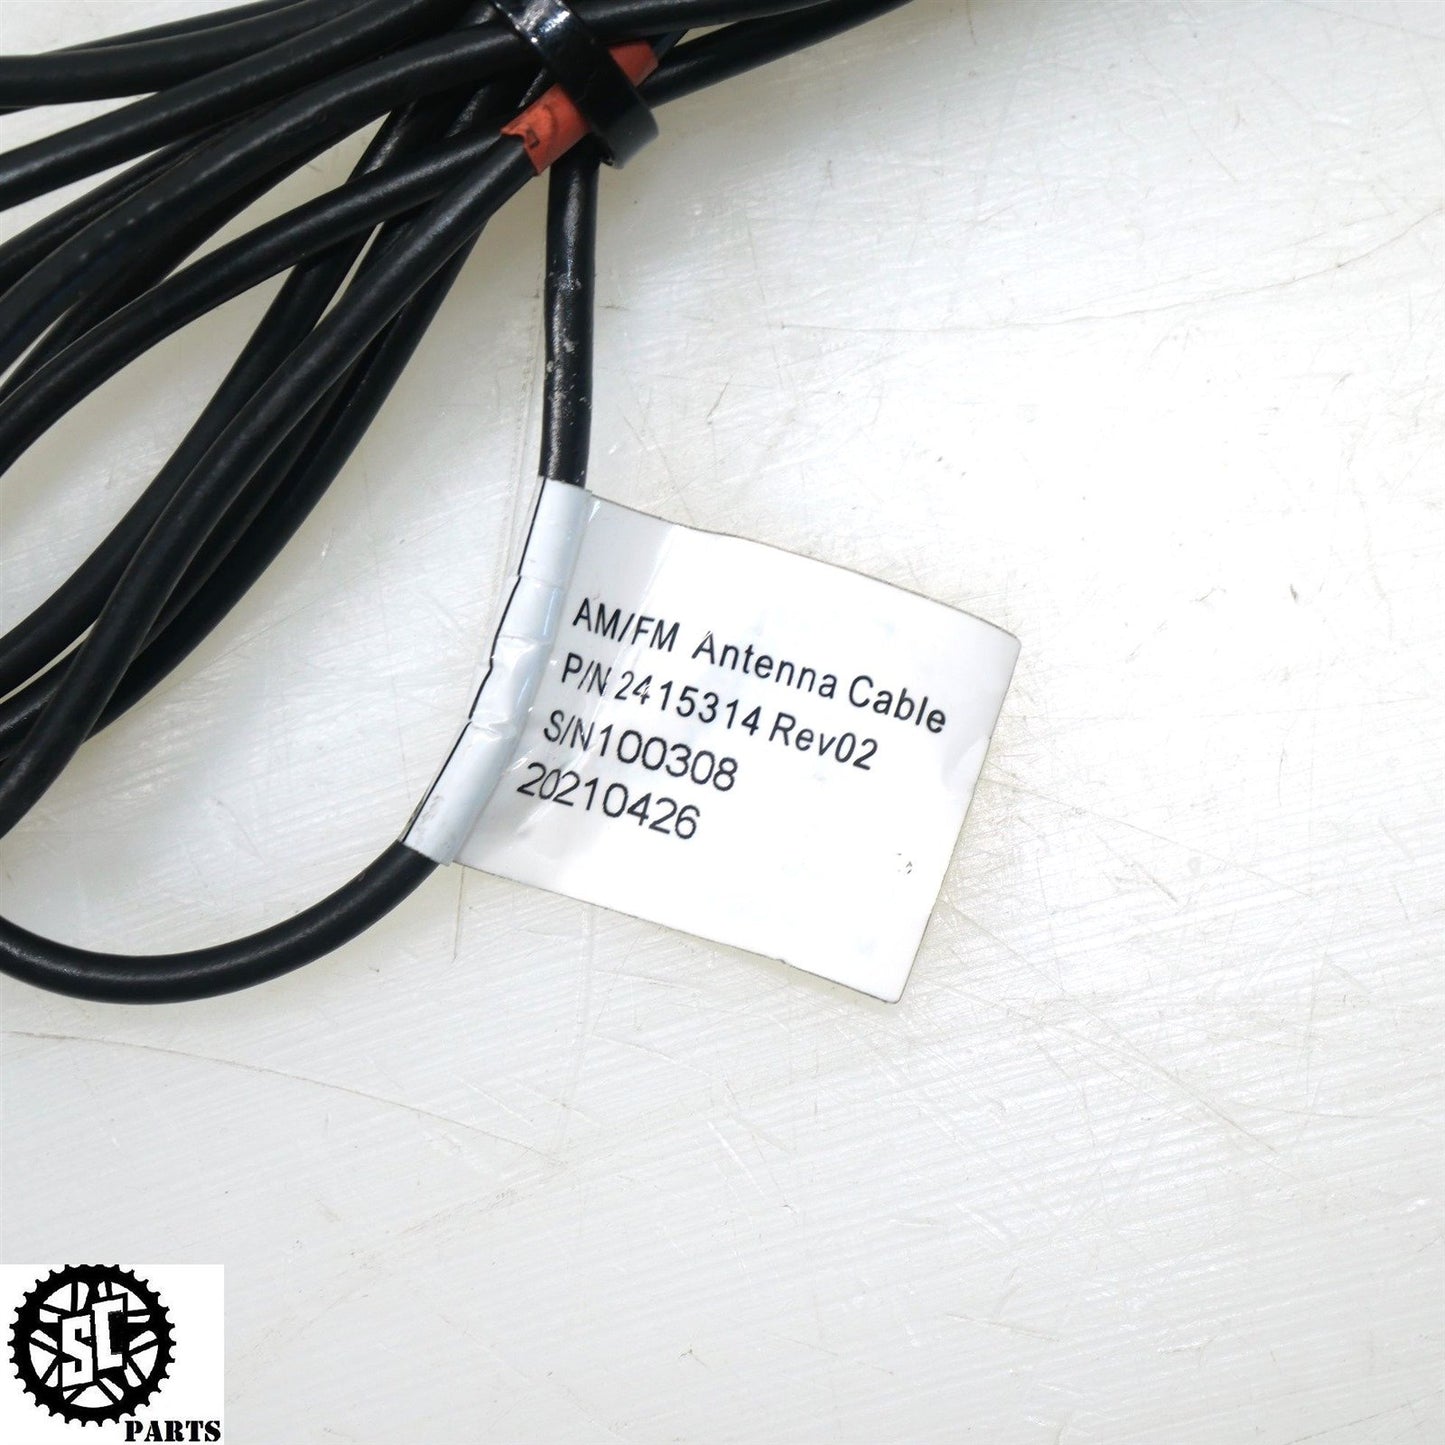 AM/FM Antenna Cable
P/N 2415314 Rev02
S/N100308
20210426
SC
PARTS